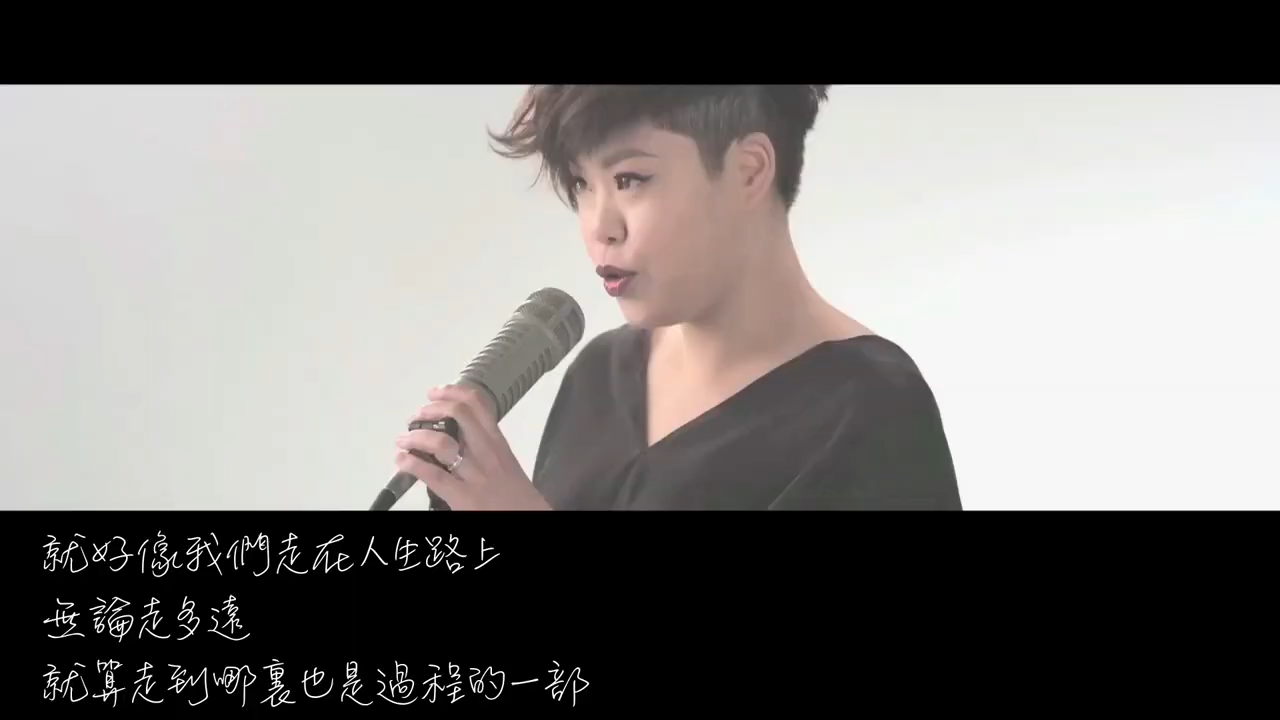 就好像我們走在人生路上
無論走多遠
就算走到哪裏也是過程的一部